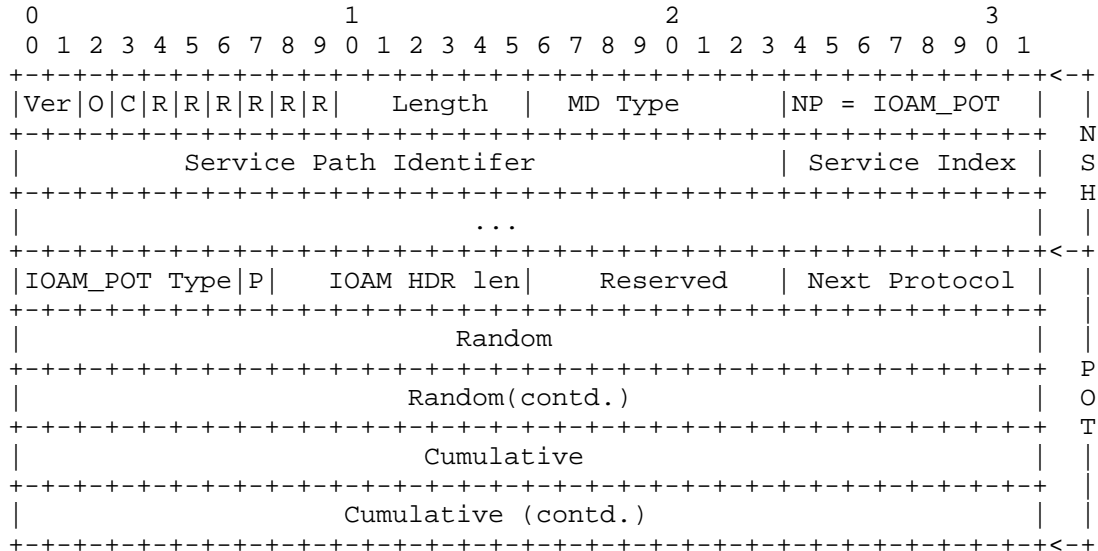 0                   1                   2                   3
 0 1 2 3 4 5 6 7 8 9 0 1 2 3 4 5 6 7 8 9 0 1 2 3 4 5 6 7 8 9 0 1
+-+-+-+-+-+-+-+-+-+-+-+-+-+-+-+-+-+-+-+-+-+-+-+-+-+-+-+-+-+-+-+-+<-+
|Ver|O|C|R|R|R|R|R|R|   Length  |  MD Type      |NP = IOAM_POT  |  |
+-+-+-+-+-+-+-+-+-+-+-+-+-+-+-+-+-+-+-+-+-+-+-+-+-+-+-+-+-+-+-+-+  N
|          Service Path Identifer               | Service Index |  S
+-+-+-+-+-+-+-+-+-+-+-+-+-+-+-+-+-+-+-+-+-+-+-+-+-+-+-+-+-+-+-+-+  H
|                            ...                                |  |
+-+-+-+-+-+-+-+-+-+-+-+-+-+-+-+-+-+-+-+-+-+-+-+-+-+-+-+-+-+-+-+-+<-+
|IOAM_POT Type|P|   IOAM HDR len|    Reserved   | Next Protocol |  |
+-+-+-+-+-+-+-+-+-+-+-+-+-+-+-+-+-+-+-+-+-+-+-+-+-+-+-+-+-+-+-+-+  |
|                           Random                              |  |
+-+-+-+-+-+-+-+-+-+-+-+-+-+-+-+-+-+-+-+-+-+-+-+-+-+-+-+-+-+-+-+-+  P
|                        Random(contd.)                         |  O
+-+-+-+-+-+-+-+-+-+-+-+-+-+-+-+-+-+-+-+-+-+-+-+-+-+-+-+-+-+-+-+-+  T
|                         Cumulative                            |  |
+-+-+-+-+-+-+-+-+-+-+-+-+-+-+-+-+-+-+-+-+-+-+-+-+-+-+-+-+-+-+-+-+  |
|                    Cumulative (contd.)                        |  |
+-+-+-+-+-+-+-+-+-+-+-+-+-+-+-+-+-+-+-+-+-+-+-+-+-+-+-+-+-+-+-+-+<-+